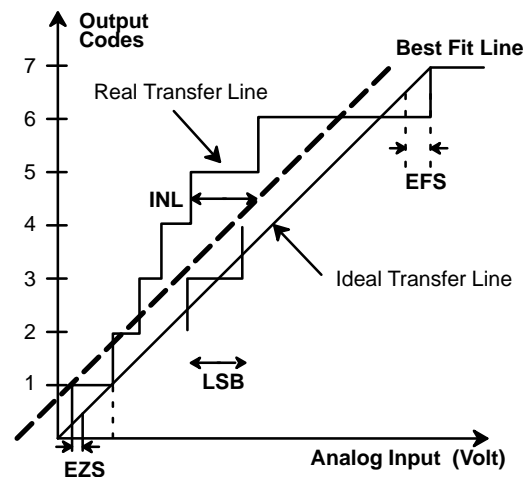 Output
Codes
Best Fit Line
7
Real Transfer Line
6
5
EFS
INL
4
3
Ideal Transfer Line
2
LSB
1
Analog Input (Volt)
EZS